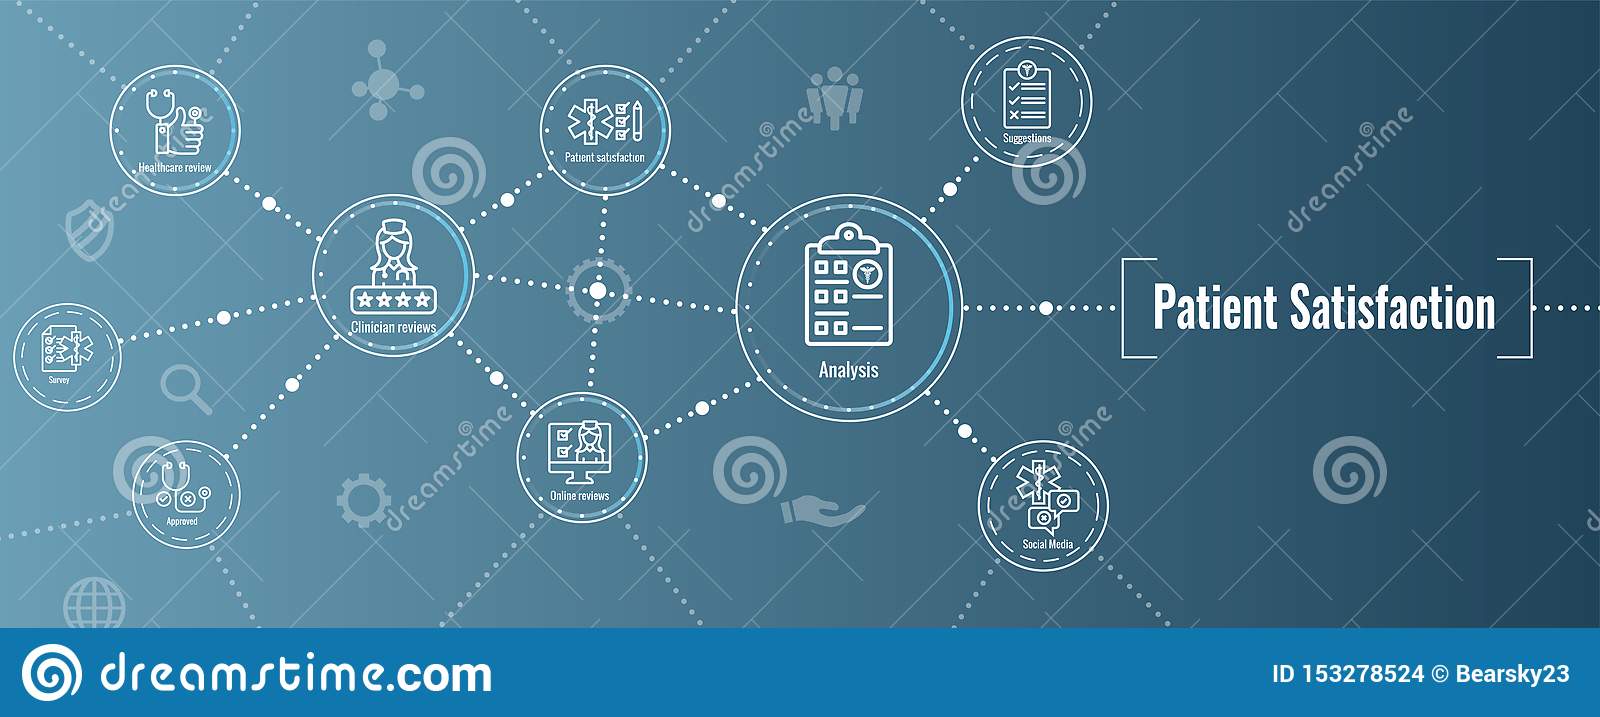 Healthcare review
Patient satisfaction
Suggestions
Clinician reviews
Analysis
Patient Satisfaction
Survey
Approved
Online reviews
Social Media
dreamstime
dreamstime
dreamstime
dreamstime
dreamstime
dreamstime.com
ID 153278524 © Bearsky23